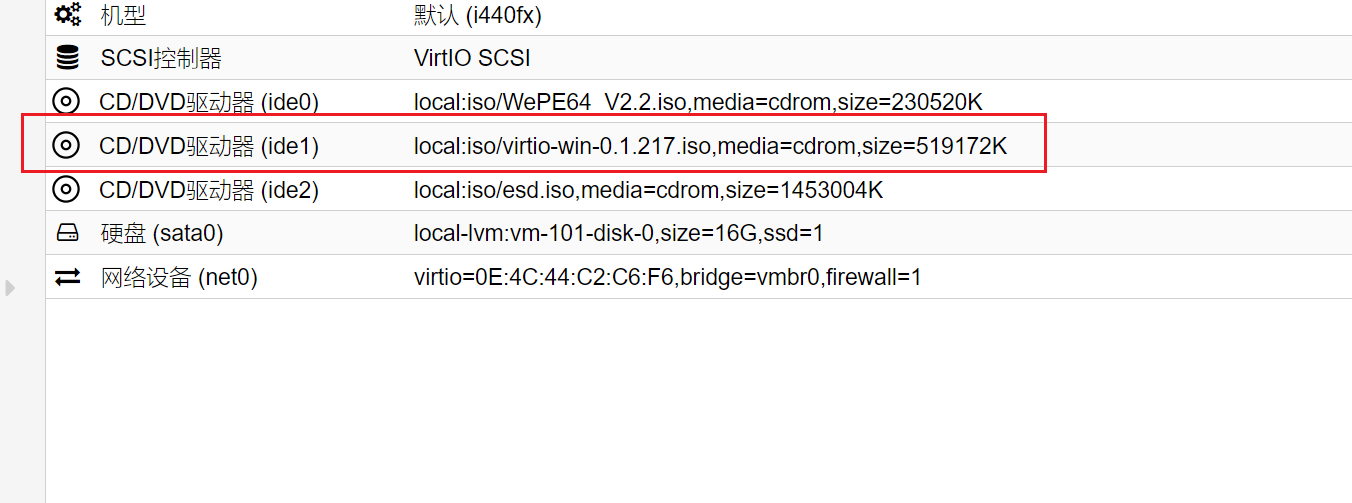 机型 默认 (i440fx)
SCSI控制器 VirtIO SCSI
CD/DVD驱动器 (ide0) local:iso/WePE64_V2.2.iso,media=cdrom,size=230520K
CD/DVD驱动器 (ide1) local:iso/virtio-win-0.1.217.iso,media=cdrom,size=519172K
CD/DVD驱动器 (ide2) local:iso/esd.iso,media=cdrom,size=1453004K
硬盘 (sata0) local-lvm:vm-101-disk-0,size=16G,ssd=1
网络设备 (net0) virtio=0E:4C:44:C2:C6:F6,bridge=vmbr0,firewall=1